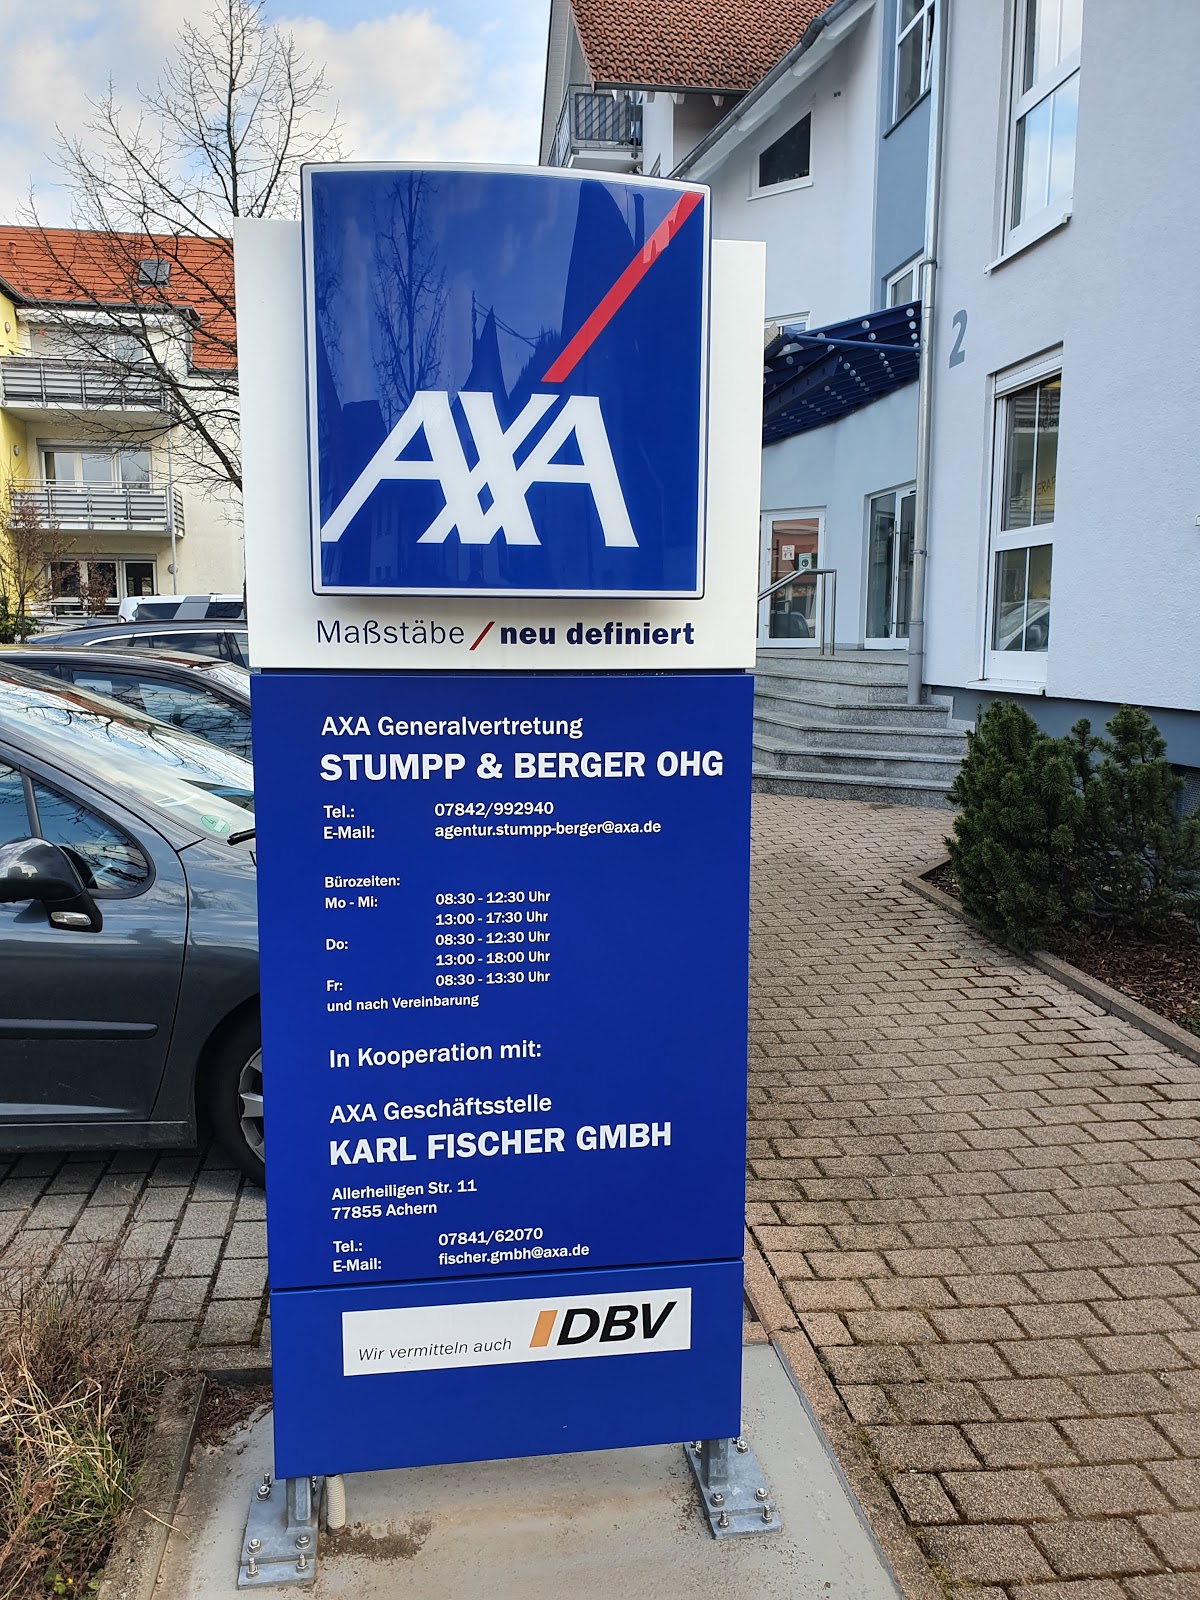 AXA
Maßstäbe / neu definiert
AXA Generalvertretung
STUMPP & BERGER OHG
Tel.: 07842/992940
E-Mail: agentur.stumpp-berger@axa.de
Bürozeiten:
Mo - Mi: 08:30 - 12:30 Uhr
13:00 - 17:30 Uhr
Do: 08:30 - 12:30 Uhr
13:00 - 18:00 Uhr
Fr: 08:30 - 13:30 Uhr
und nach Vereinbarung
In Kooperation mit:
AXA Geschäftsstelle
KARL FISCHER GMBH
Allerheiligen Str. 11
77855 Achern
Tel.: 07841/62070
E-Mail: fischer.gmbh@axa.de
Wir vermitteln auch DBV
2